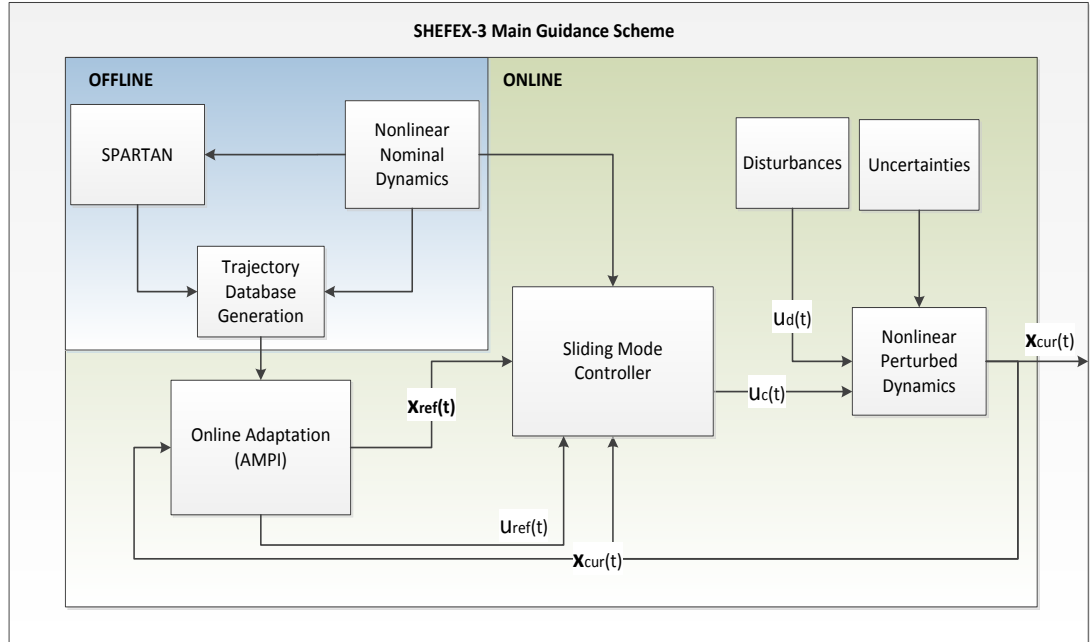 SHEFEX-3 Main Guidance Scheme
OFFLINE
ONLINE
SPARTAN
Nonlinear
Nominal
Dynamics
Disturbances
Uncertainties
Trajectory
Database
Generation
ud(t)
Sliding Mode
Controller
Nonlinear
Perturbed
Dynamics
xcur(t)
uc(t)
xref(t)
Online Adaptation
(AMPI)
uref(t)
xcur(t)